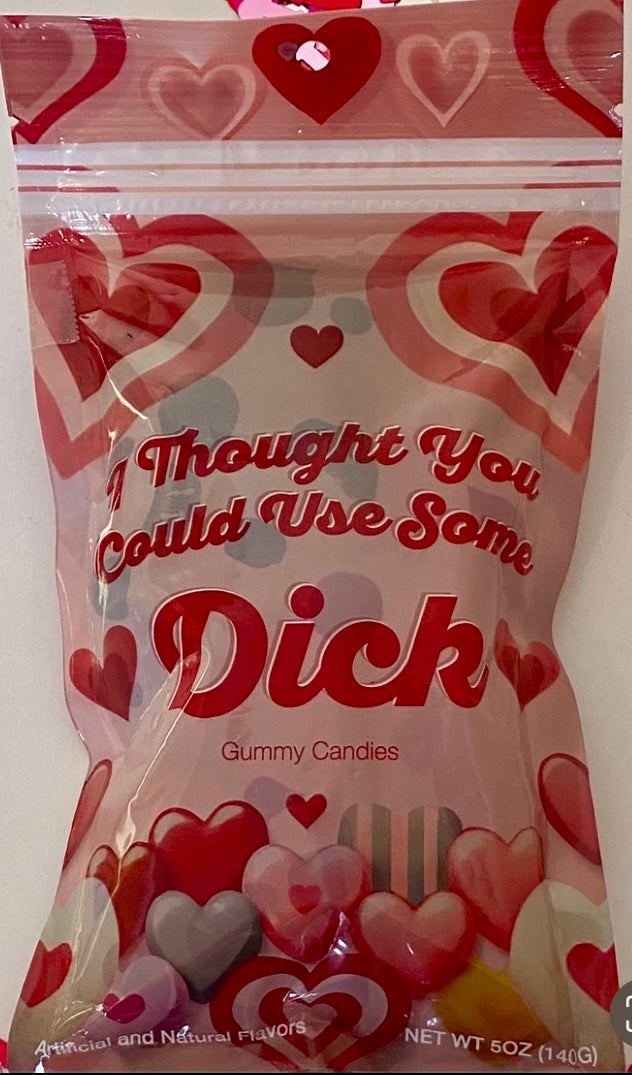 I Thought You
Could Use Some
Dick
Gummy Candies
Artificial and Natural Flavors
NET WT 5OZ (140G)